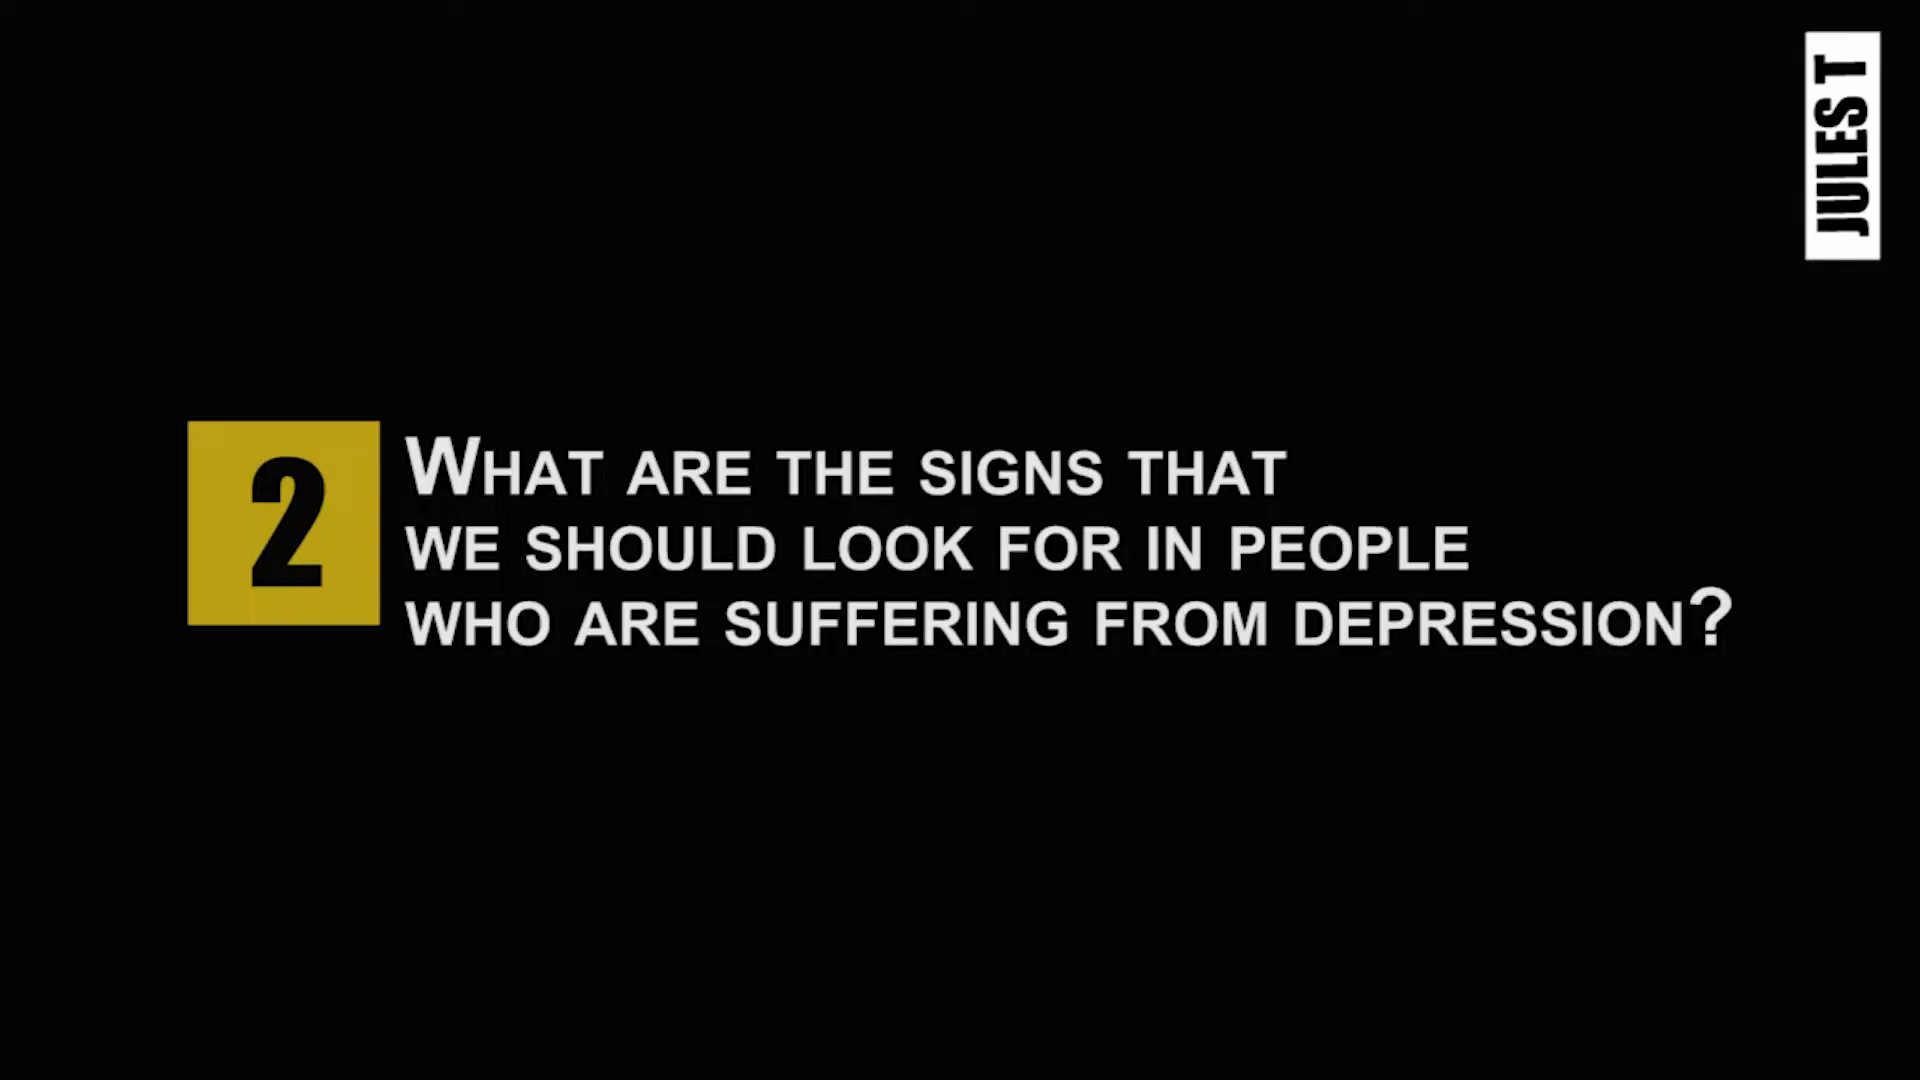 JULES T
2
WHAT ARE THE SIGNS THAT
WE SHOULD LOOK FOR IN PEOPLE
WHO ARE SUFFERING FROM DEPRESSION?